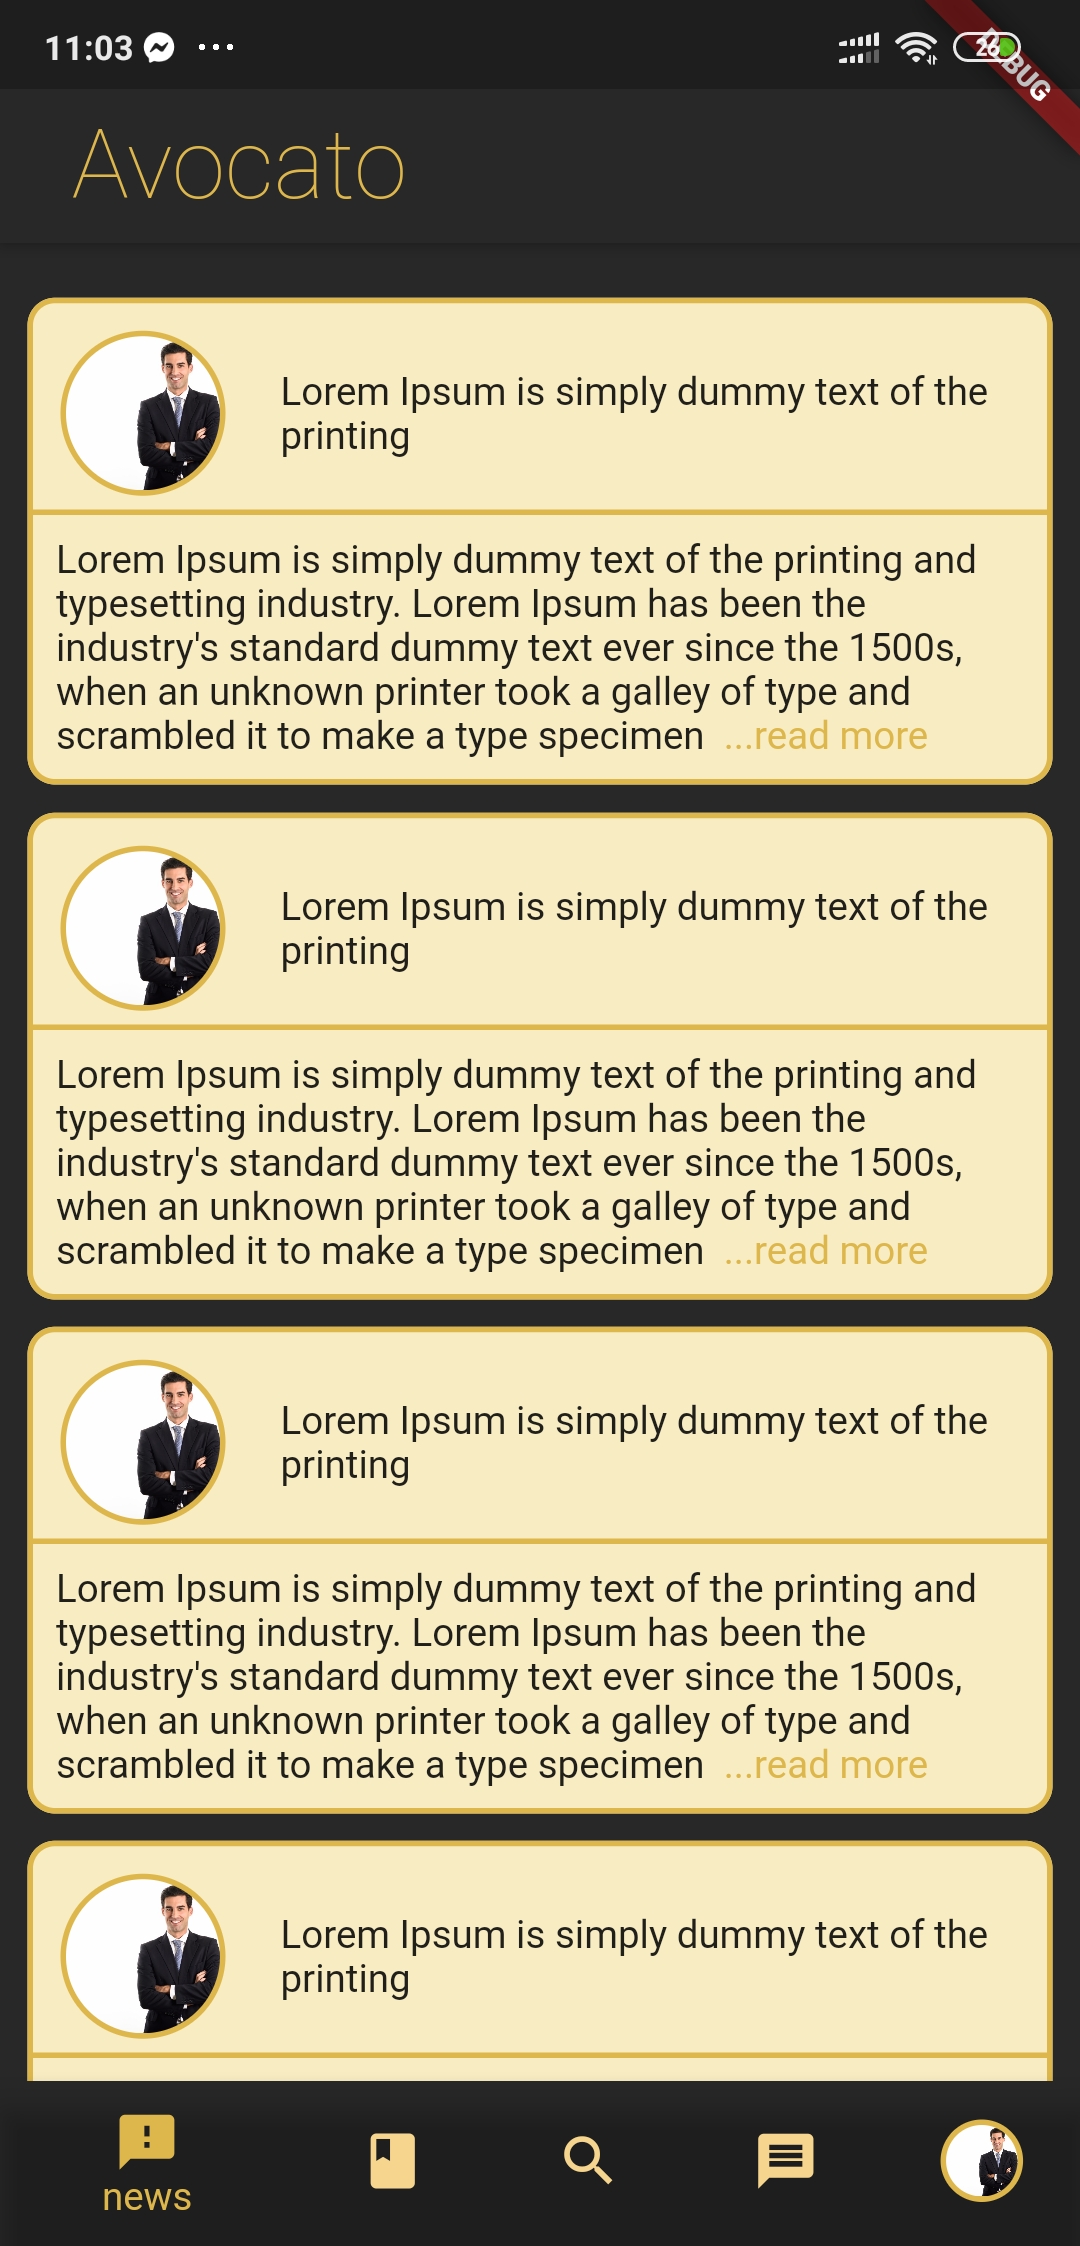 11:03
26
DEBUG
Avocato
Lorem Ipsum is simply dummy text of the
printing
Lorem Ipsum is simply dummy text of the printing and
typesetting industry. Lorem Ipsum has been the
industry's standard dummy text ever since the 1500s,
when an unknown printer took a galley of type and
scrambled it to make a type specimen ...read more
Lorem Ipsum is simply dummy text of the
printing
Lorem Ipsum is simply dummy text of the printing and
typesetting industry. Lorem Ipsum has been the
industry's standard dummy text ever since the 1500s,
when an unknown printer took a galley of type and
scrambled it to make a type specimen ...read more
Lorem Ipsum is simply dummy text of the
printing
Lorem Ipsum is simply dummy text of the printing and
typesetting industry. Lorem Ipsum has been the
industry's standard dummy text ever since the 1500s,
when an unknown printer took a galley of type and
scrambled it to make a type specimen ...read more
Lorem Ipsum is simply dummy text of the
printing
news